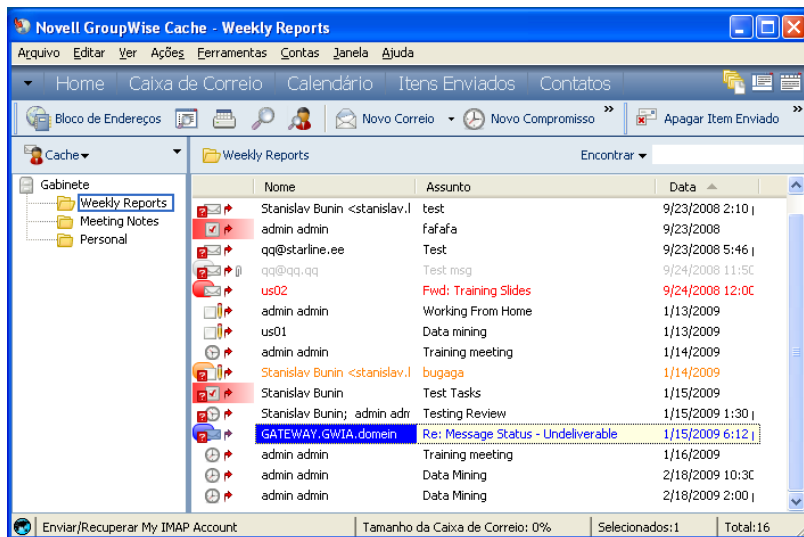 Novell GroupWise Cache - Weekly Reports
Arquivo Editar Ver Ações Ferramentas Contas Janela Ajuda
Home Caixa de Correio Calendário Itens Enviados Contatos
Bloco de Endereços Novo Correio Novo Compromisso » Apagar Item Enviado »
Cache Weekly Reports Encontrar
Gabinete
Weekly Reports
Meeting Notes
Personal
Nome Assunto Data
Stanislav Bunin <stanislav.l test 9/23/2008 2:10
admin admin fafafa 9/23/2008
qq@starline.ee Test 9/23/2008 5:46
qq@qq.qq Test msg 9/24/2008 11:50
us02 Fwd: Training Slides 9/24/2008 12:00
admin admin Working From Home 1/13/2009
us01 Data mining 1/13/2009
admin admin Training meeting 1/14/2009
Stanislav Bunin <stanislav.l bugaga 1/14/2009
Stanislav Bunin Test Tasks 1/15/2009
Stanislav Bunin; admin adm Testing Review 1/15/2009 1:30
GATEWAY.GWIA.domein Re: Message Status - Undeliverable 1/15/2009 6:12
admin admin Training meeting 1/16/2009
admin admin Data Mining 2/18/2009 10:30
admin admin Data Mining 2/18/2009 2:00
Enviar/Recuperar My IMAP Account Tamanho da Caixa de Correio: 0% Selecionados:1 Total:16